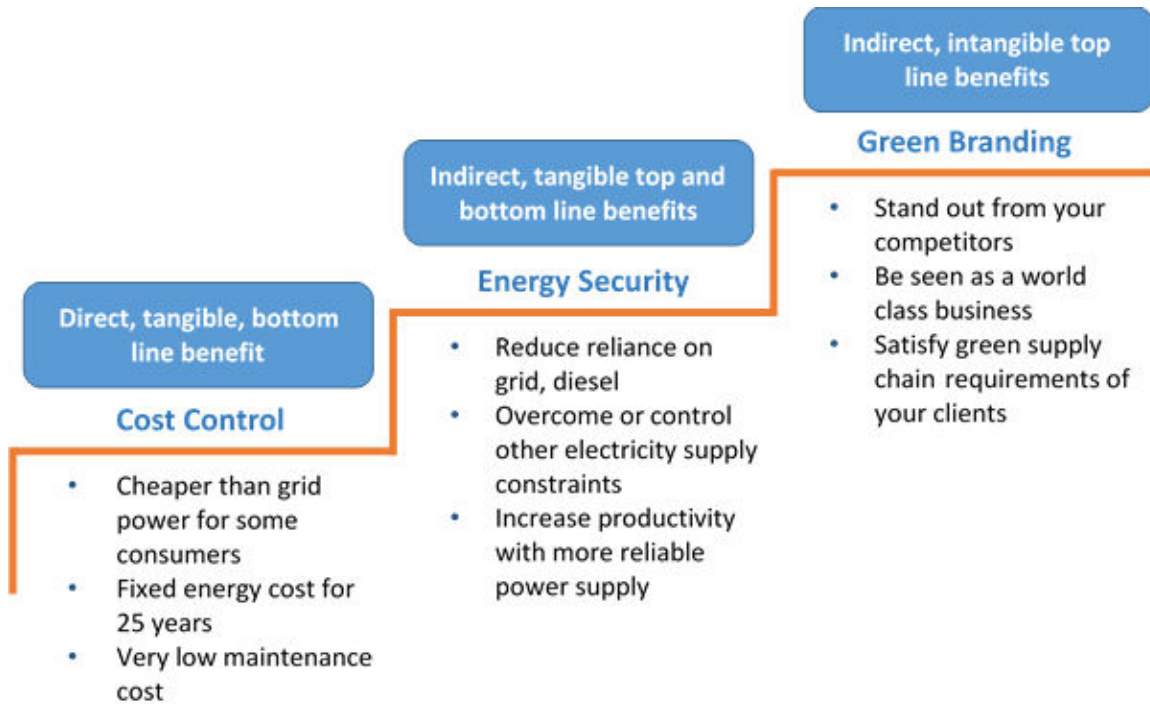 Direct, tangible, bottom
line benefit
Cost Control
• Cheaper than grid
power for some
consumers
• Fixed energy cost for
25 years
• Very low maintenance
cost
Indirect, tangible top and
bottom line benefits
Energy Security
• Reduce reliance on
grid, diesel
• Overcome or control
other electricity supply
constraints
• Increase productivity
with more reliable
power supply
Indirect, intangible top
line benefits
Green Branding
• Stand out from your
competitors
• Be seen as a world
class business
• Satisfy green supply
chain requirements of
your clients